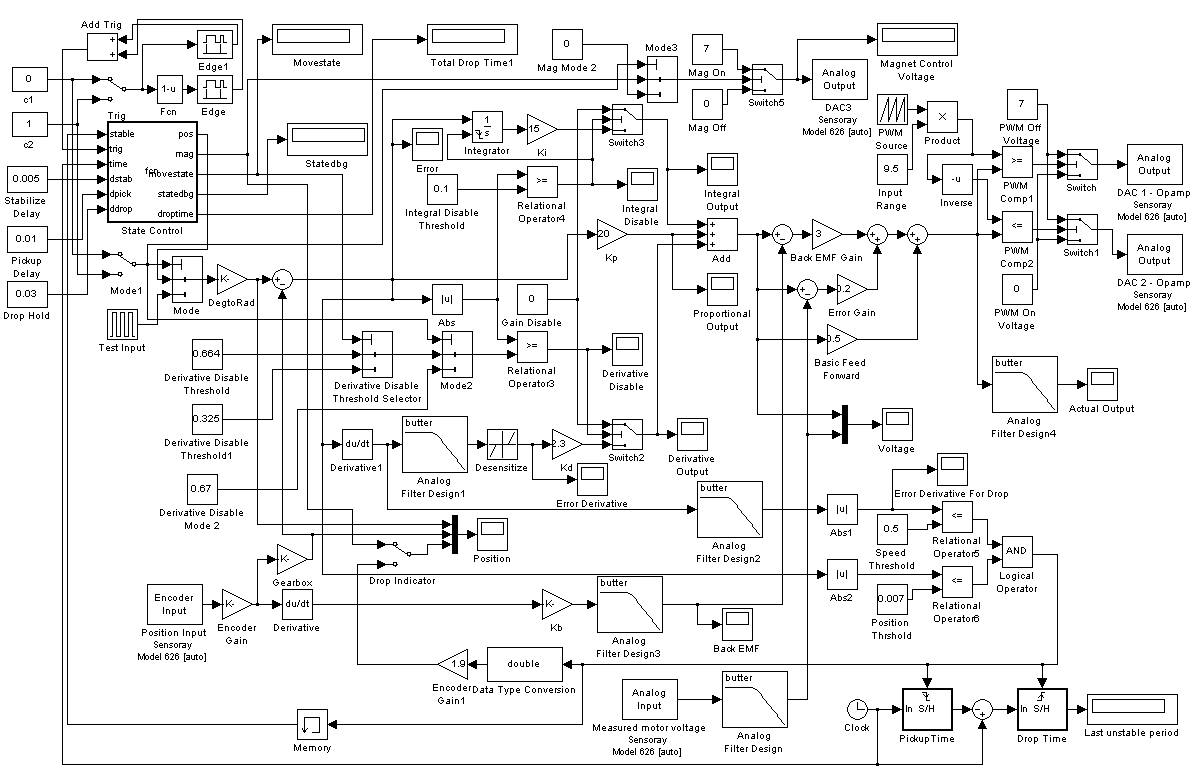 Add Trig
+
+
Edge1
Edge
0
c1
1
c2
1-u
Fcn
Trig
Movestate
Total Drop Time1
0
Mag Mode 2
Mode3
7
Mag On
0
Mag Off
Switch5
Magnet Control
Voltage
Analog
Output
DAC3
Sensoray
Model 626 [auto]
stable
trig
time
dstab
dpick
ddrop
fcn
pos
mag
movestate
statedbg
droptime
State Control
0.005
Stabilize
Delay
0.01
Pickup
Delay
0.03
Drop Hold
Statedbg
Error
1
s
Integrator
15
Ki
Switch3
0.1
Integral Disable
Threshold
>=
Relational
Operator4
Integral
Disable
Integral
Output
PWM
Source
×
Product
9.5
Input
Range
-u
Inverse
7
PWM Off
Voltage
>=
PWM
Comp1
<=
PWM
Comp2
Switch
Switch1
0
PWM On
Voltage
Analog
Output
DAC 1 - Opamp
Sensoray
Model 626 [auto]
Analog
Output
DAC 2 - Opamp
Sensoray
Model 626 [auto]
Mode1
Test Input
Mode
K-
DegtoRad
20
Kp
+
+
+
Add
3
Back EMF Gain
0.2
Error Gain
0.5
Basic Feed
Forward
|u|
Abs
0
Gain Disable
Proportional
Output
0.664
Derivative Disable
Threshold
0.325
Derivative Disable
Threshold1
0.67
Derivative Disable
Mode 2
Derivative Disable
Threshold Selector
Mode2
>=
Relational
Operator3
Derivative
Disable
butter
Analog
Filter Design4
Actual Output
du/dt
Derivative1
butter
Analog
Filter Design1
Desensitize
2.3
Kd
Error Derivative
Switch2
Derivative
Output
Voltage
butter
Analog
Filter Design2
|u|
Abs1
Error Derivative For Drop
0.5
Speed
Threshold
<=
Relational
Operator5
AND
Logical
Operator
|u|
Abs2
0.007
Position
Thrshold
<=
Relational
Operator6
Position
Drop Indicator
K-
Gearbox
Encoder
Input
Position Input
Sensoray
Model 626 [auto]
K-
Encoder
Gain
du/dt
Derivative
K-
Kb
butter
Analog
Filter Design3
Back EMF
1.9
Encoder
Gain1
double
Data Type Conversion
Analog
Input
Measured motor voltage
Sensoray
Model 626 [auto]
butter
Analog
Filter Design
Memory
Clock
In S/H
PickupTime
In S/H
Drop Time
Last unstable period